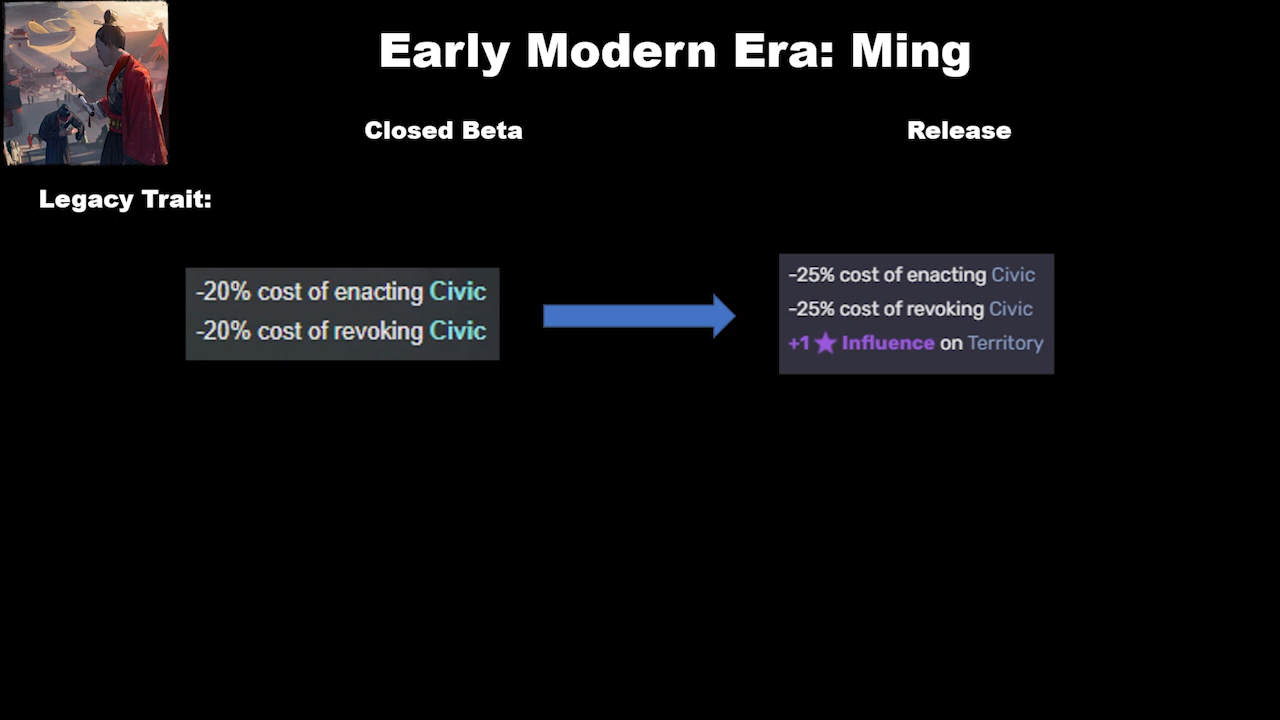 Early Modern Era: Ming
Closed Beta
Release
Legacy Trait:
-20% cost of enacting Civic
-20% cost of revoking Civic
-25% cost of enacting Civic
-25% cost of revoking Civic
+1 ★ Influence on Territory